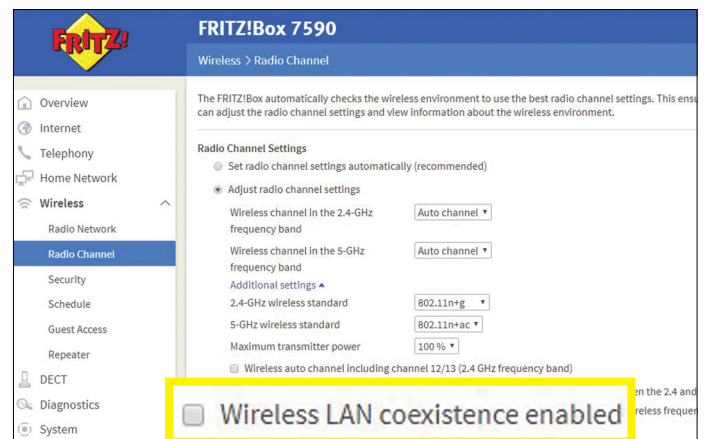 FRITZ!
FRITZ!Box 7590
Wireless > Radio Channel
Overview
Internet
Telephony
Home Network
Wireless
Radio Network
Radio Channel
Security
Schedule
Guest Access
Repeater
DECT
Diagnostics
System
The FRITZ!Box automatically checks the wireless environment to use the best radio channel settings. This
can adjust the radio channel settings and view information about the wireless environment.
Radio Channel Settings
Set radio channel settings automatically (recommended)
Adjust radio channel settings
Wireless channel in the 2.4-GHz
frequency band
Auto channel
Wireless channel in the 5-GHz
frequency band
Auto channel
Additional settings
2.4-GHz wireless standard
802.11n+g
5-GHz wireless standard
802.11n+ac
Maximum transmitter power
100 %
Wireless auto channel including channel 12/13 (2.4 GHz frequency band)
the 2.4 and
Wireless LAN coexistence enabled